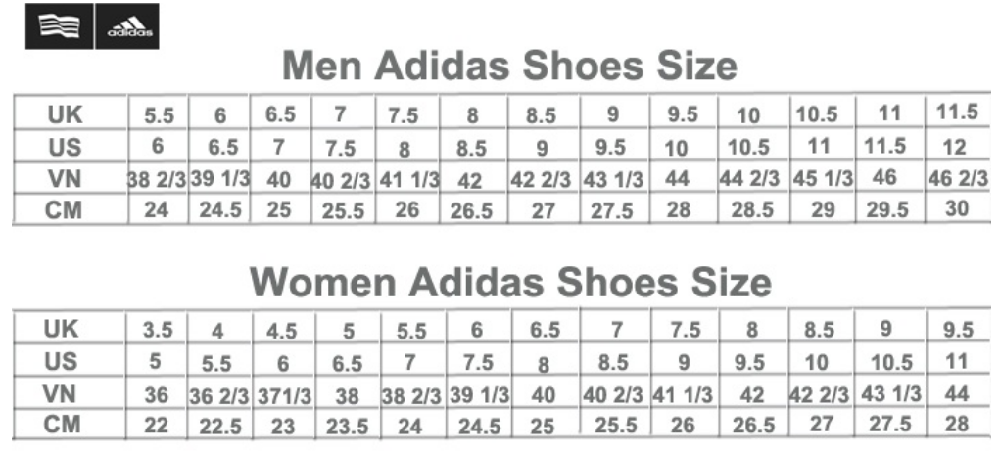 adidas
Men Adidas Shoes Size
UK 5.5 6 6.5 7 7.5 8 8.5 9 9.5 10 10.5 11 11.5
US 6 6.5 7 7.5 8 8.5 9 9.5 10 10.5 11 11.5 12
VN 38 2/3 39 1/3 40 40 2/3 41 1/3 42 42 2/3 43 1/3 44 44 2/3 45 1/3 46 46 2/3
CM 24 24.5 25 25.5 26 26.5 27 27.5 28 28.5 29 29.5 30
Women Adidas Shoes Size
UK 3.5 4 4.5 5 5.5 6 6.5 7 7.5 8 8.5 9 9.5
US 5 5.5 6 6.5 7 7.5 8 8.5 9 9.5 10 10.5 11
VN 36 36 2/3 371/3 38 38 2/3 39 1/3 40 40 2/3 41 1/3 42 42 2/3 43 1/3 44
CM 22 22.5 23 23.5 24 24.5 25 25.5 26 26.5 27 27.5 28